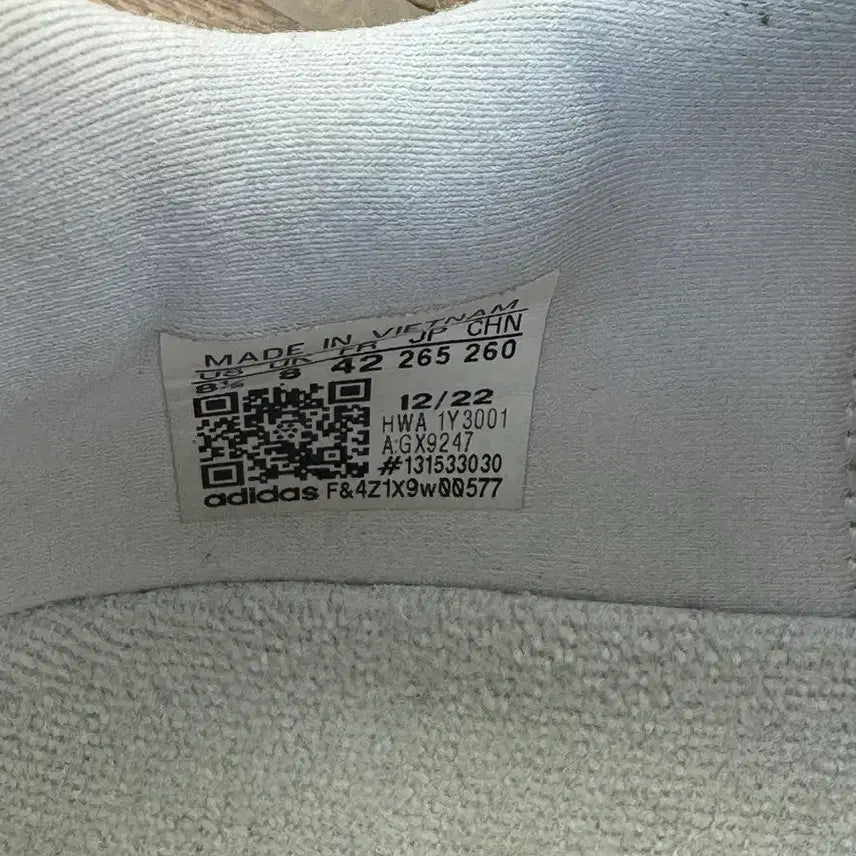 MADE IN VIETNAM
US UK FR JP CHN
8½ 8 42 265 260
12/22
HWA 1Y3001
A:GX9247
#131533030
adidas F&4Z1X9w00577